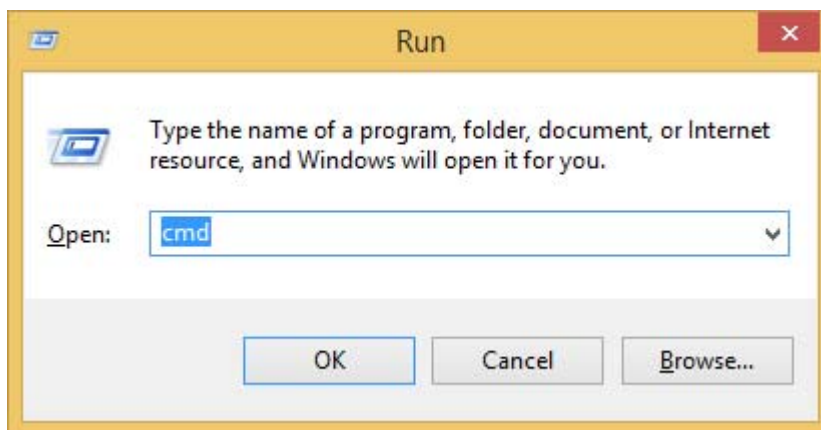 Run
Type the name of a program, folder, document, or Internet
resource, and Windows will open it for you.
Open: cmd
OK Cancel Browse...